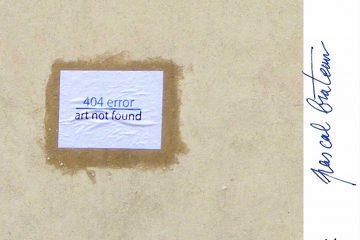 404 error
art not found
pascal